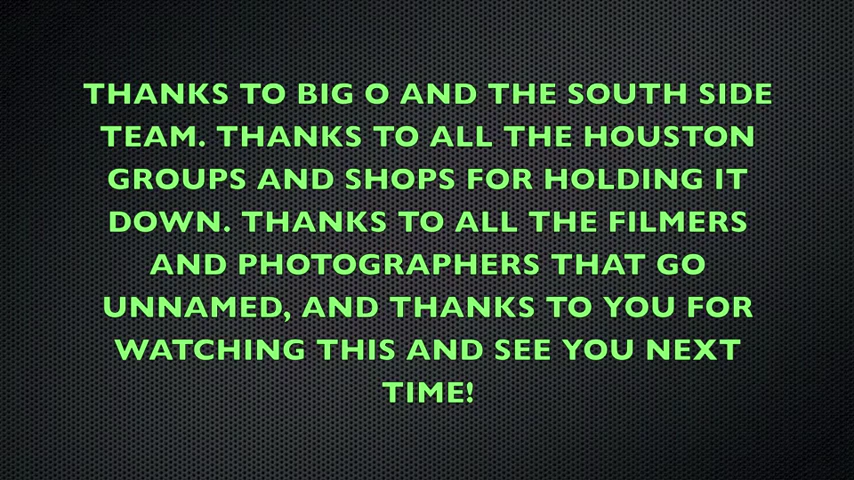 THANKS TO BIG O AND THE SOUTH SIDE
TEAM. THANKS TO ALL THE HOUSTON
GROUPS AND SHOPS FOR HOLDING IT
DOWN. THANKS TO ALL THE FILMERS
AND PHOTOGRAPHERS THAT GO
UNNAMED, AND THANKS TO YOU FOR
WATCHING THIS AND SEE YOU NEXT
TIME!